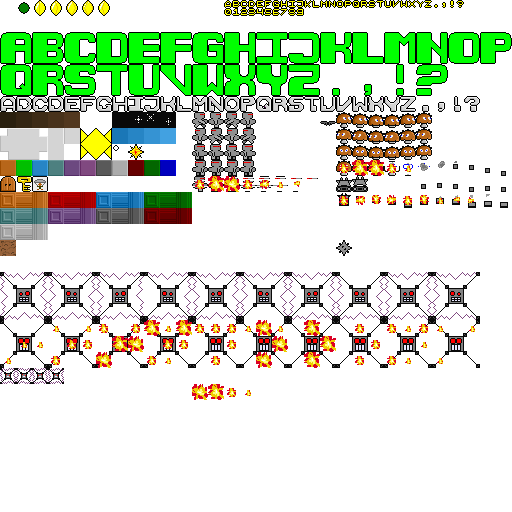 ABCDEFGHIJKLMNOPQRSTUVWXYZ.,!?
0123456789
ABCDEFGHIJKLMNOP
QRSTUVWXYZ.,!?
ABCDEFGHIJKLMNOPQRSTUVWXYZ.,!?